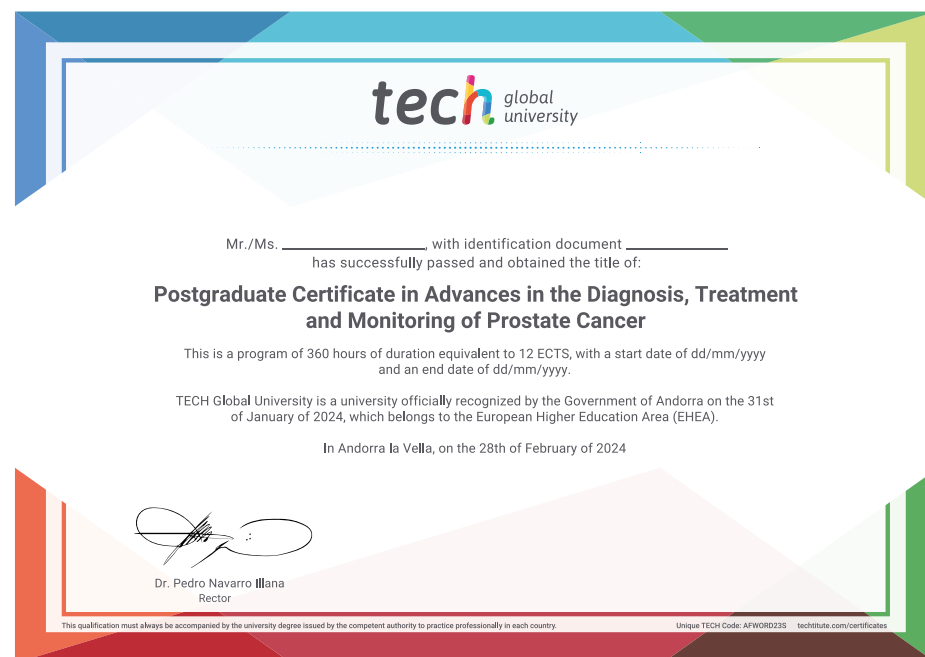 tech global university
Mr./Ms. ____________, with identification document ____________
has successfully passed and obtained the title of:
Postgraduate Certificate in Advances in the Diagnosis, Treatment
and Monitoring of Prostate Cancer
This is a program of 360 hours of duration equivalent to 12 ECTS, with a start date of dd/mm/yyyy
and an end date of dd/mm/yyyy.
TECH Global University is a university officially recognized by the Government of Andorra on the 31st
of January of 2024, which belongs to the European Higher Education Area (EHEA).
In Andorra la Vella, on the 28th of February of 2024
Dr. Pedro Navarro Illana
Rector
This qualification must always be accompanied by the university degree issued by the competent authority to practice professionally in each country.
Unique TECH Code: AFWORD23S techtitute.com/certificates